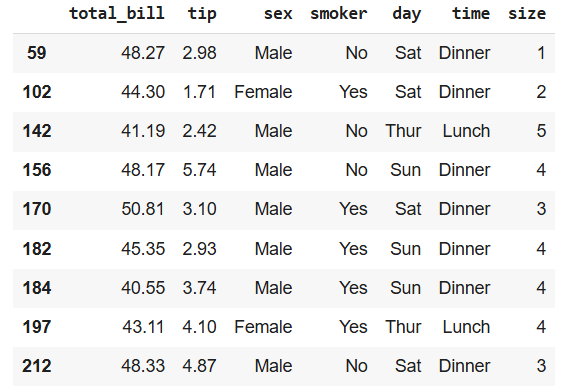 total_bill tip sex smoker day time size
59 48.27 2.98 Male No Sat Dinner 1
102 44.30 1.71 Female Yes Sat Dinner 2
142 41.19 2.42 Male No Thur Lunch 5
156 48.17 5.74 Male No Sun Dinner 4
170 50.81 3.10 Male Yes Sat Dinner 3
182 45.35 2.93 Male Yes Sun Dinner 4
184 40.55 3.74 Male Yes Sun Dinner 4
197 43.11 4.10 Female Yes Thur Lunch 4
212 48.33 4.87 Male No Sat Dinner 3